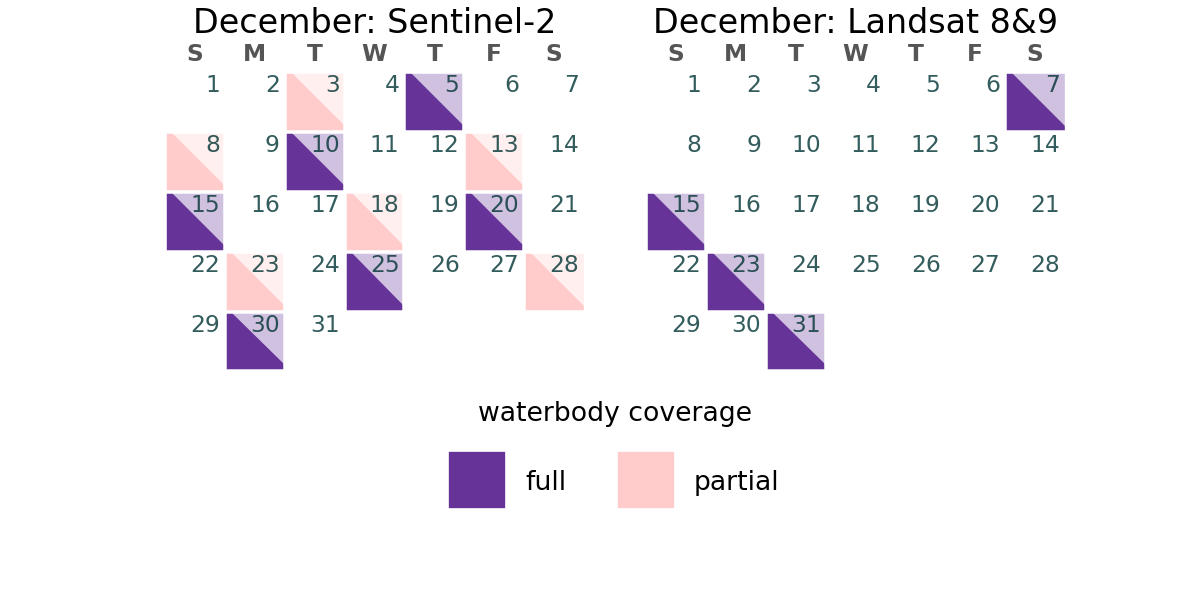 December: Sentinel-2
S M T W T F S
1 2 3 4 5 6 7
8 9 10 11 12 13 14
15 16 17 18 19 20 21
22 23 24 25 26 27 28
29 30 31
December: Landsat 8&9
S M T W T F S
1 2 3 4 5 6 7
8 9 10 11 12 13 14
15 16 17 18 19 20 21
22 23 24 25 26 27 28
29 30 31
waterbody coverage
full
partial